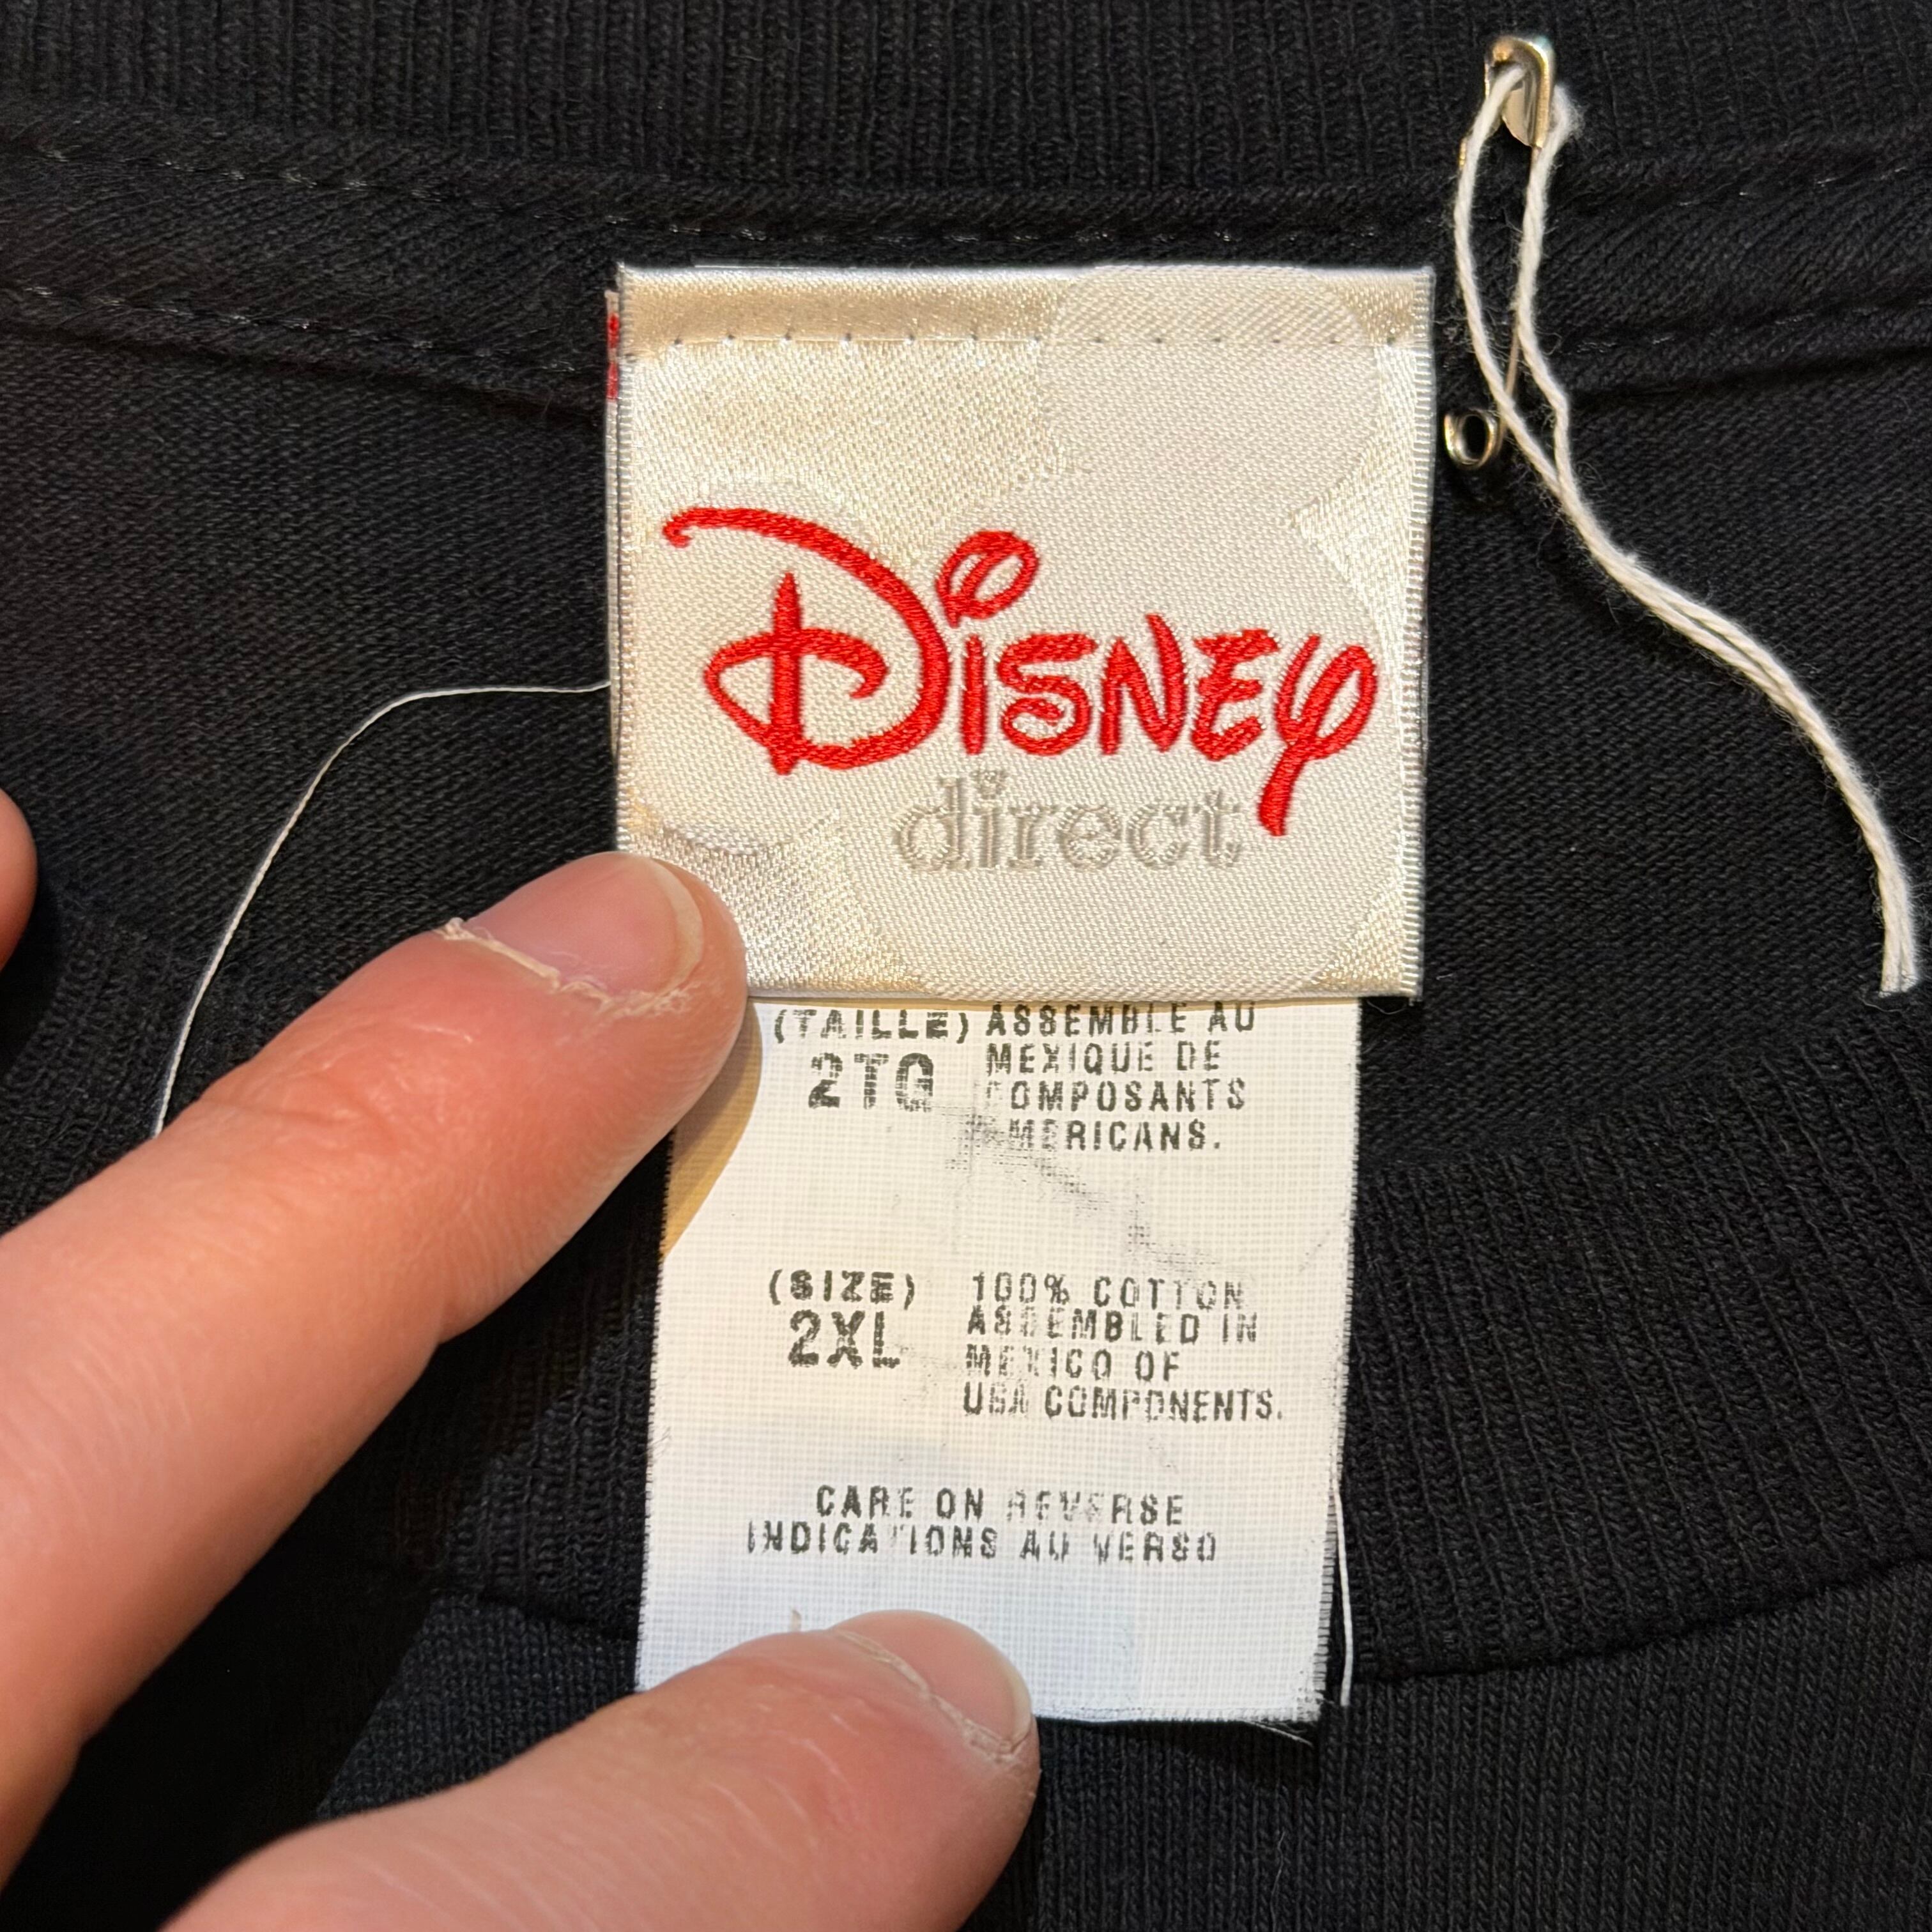 Disney
direct
(TAILLE) ASSEMBLE AU
2TG MEXIQUE DE
COMPOSANTS
AMERICANS.
(SIZE) 100% COTTON
2XL ASSEMBLED IN
MEXICO OF
USA COMPONENTS.
CARE ON REVERSE
INDICATIONS AU VERSO